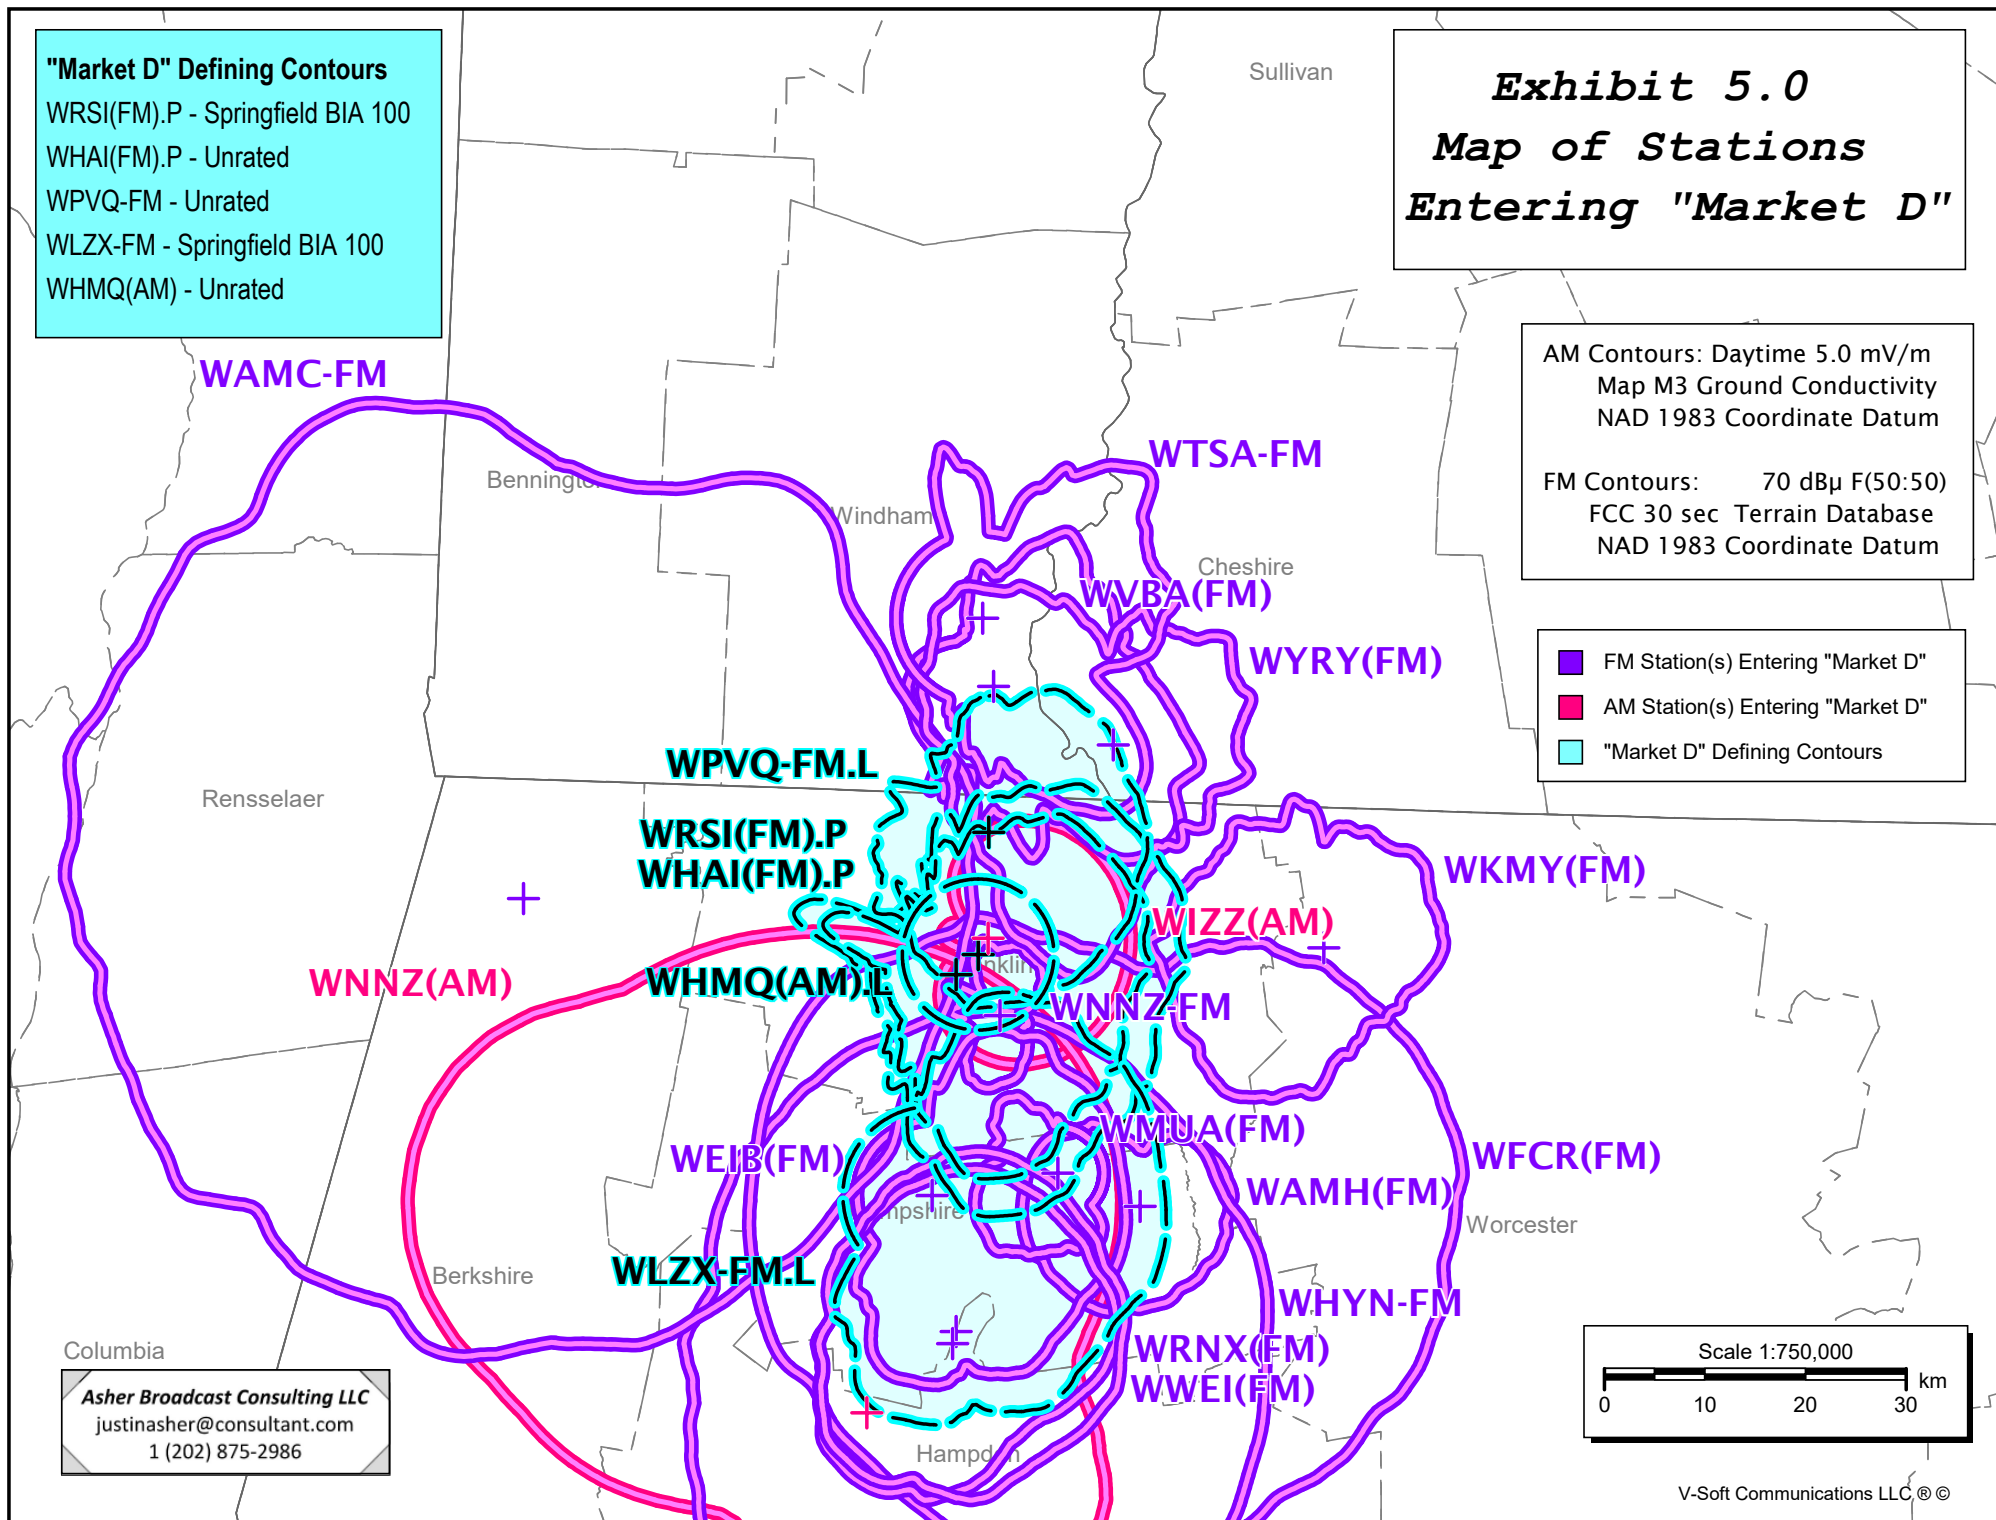 "Market D" Defining Contours
WRSI(FM).P - Springfield BIA 100
WHAI(FM).P - Unrated
WPVQ-FM - Unrated
WLZX-FM - Springfield BIA 100
WHMQ(AM) - Unrated
Exhibit 5.0
Map of Stations
Entering "Market D"
Sullivan
AM Contours: Daytime 5.0 mV/m
Map M3 Ground Conductivity
NAD 1983 Coordinate Datum
FM Contours: 70 dBµ F(50:50)
FCC 30 sec Terrain Database
NAD 1983 Coordinate Datum
WAMC-FM
WTSA-FM
Windham
Cheshire
WVBA(FM)
WYRY(FM)
FM Station(s) Entering "Market D"
AM Station(s) Entering "Market D"
"Market D" Defining Contours
WPVQ-FM.L
Rensselaer
WRSI(FM).P
WHAI(FM).P
WKMY(FM)
WIZZ(AM)
WNNZ(AM)
WHMQ(AM).L
WNNZ-FM
WMUA(FM)
WEIB(FM)
WFCR(FM)
WAMH(FM)
Worcester
WLZX-FM.L
Berkshire
WHYN-FM
Columbia
WRNX(FM)
WWEI(FM)
Scale 1:750,000
km
0 10 20 30
Asher Broadcast Consulting LLC
justinasher@consultant.com
1 (202) 875-2986
V-Soft Communications LLC ® ©